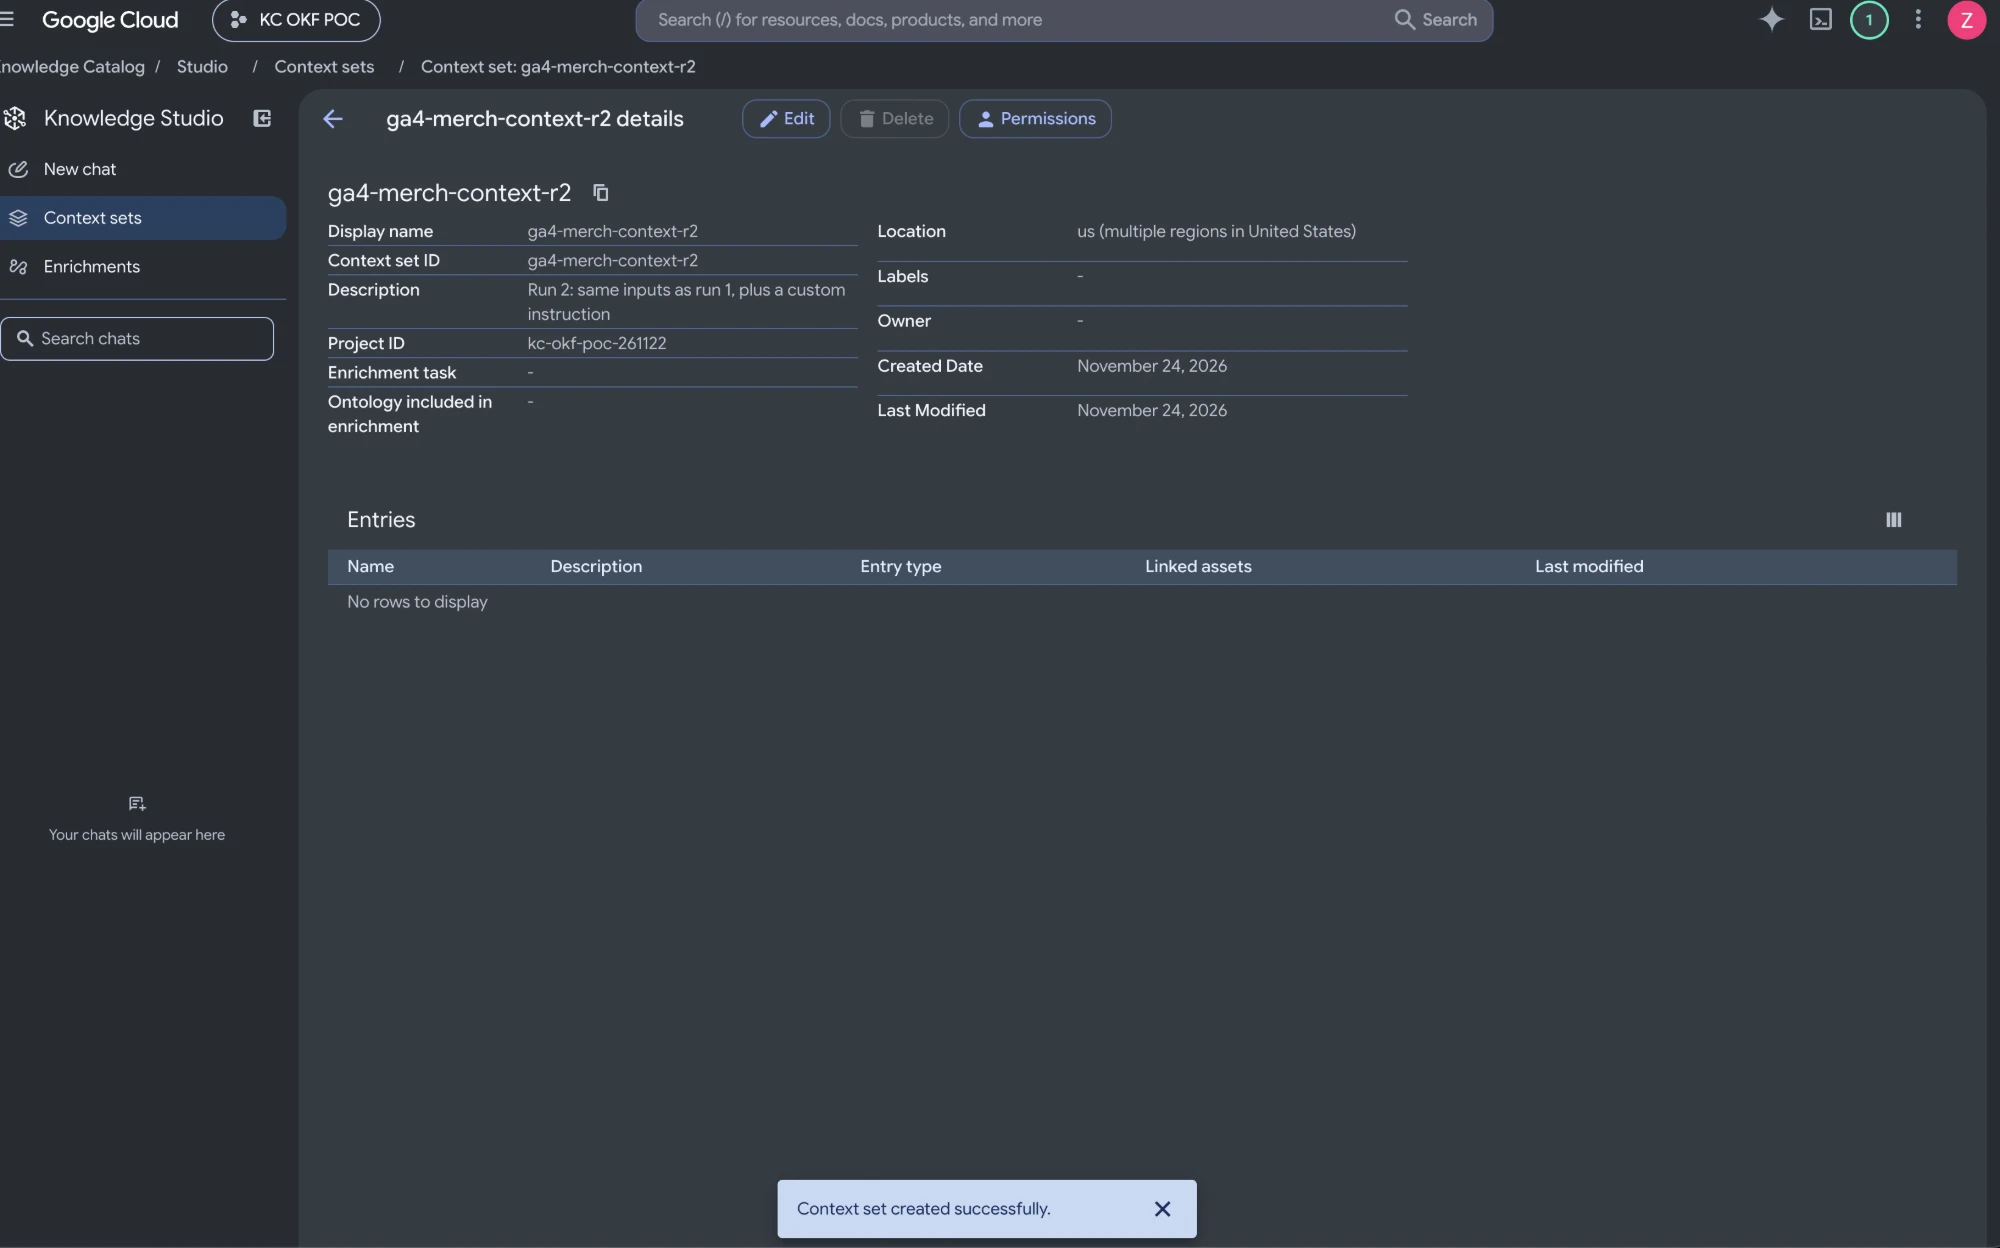 Google Cloud
KC OKF POC
Search (/) for resources, docs, products, and more
Search
1
Z
nowledge Catalog / Studio / Context sets / Context set: ga4-merch-context-r2
Knowledge Studio
New chat
Context sets
Enrichments
Search chats
Your chats will appear here
ga4-merch-context-r2 details
Edit
Delete
Permissions
ga4-merch-context-r2
Display name ga4-merch-context-r2
Context set ID ga4-merch-context-r2
Description Run 2: same inputs as run 1, plus a custom
instruction
Project ID kc-okf-poc-261122
Enrichment task -
Ontology included in -
enrichment
Location us (multiple regions in United States)
Labels -
Owner -
Created Date November 24, 2026
Last Modified November 24, 2026
Entries
Name Description Entry type Linked assets Last modified
No rows to display
Context set created successfully.